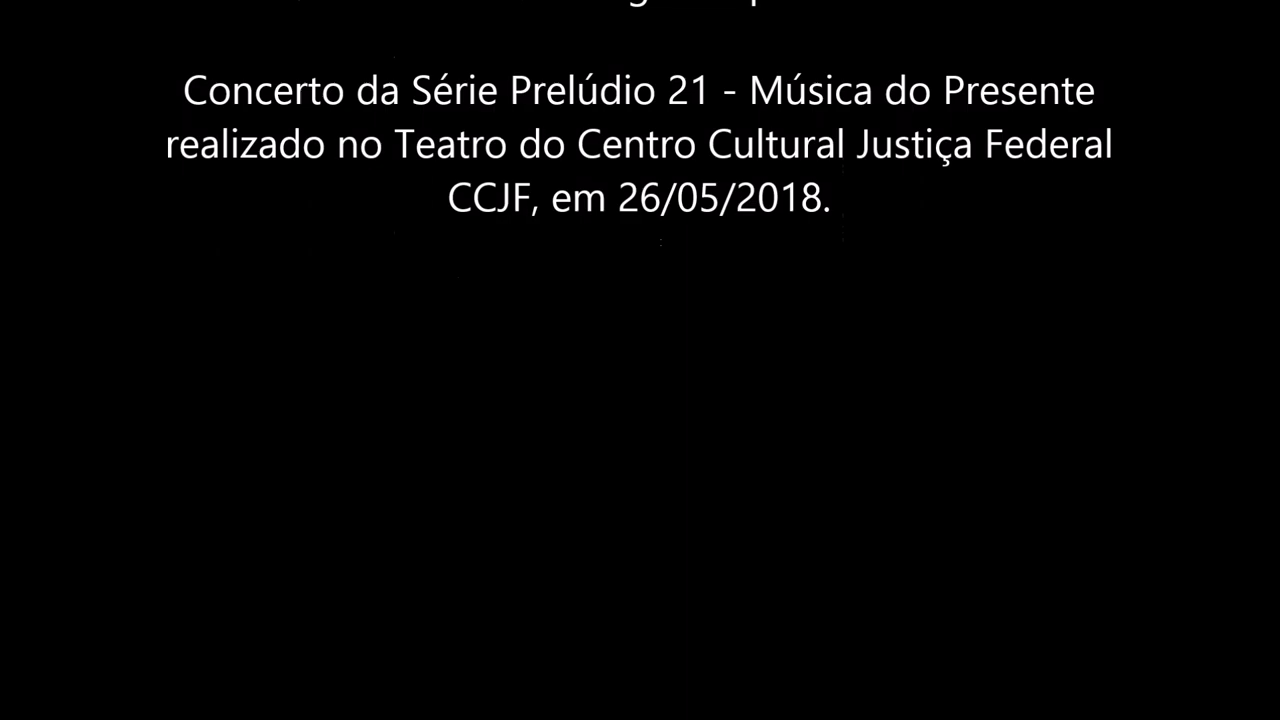 Concerto da Série Prelúdio 21 - Música do Presente
realizado no Teatro do Centro Cultural Justiça Federal
CCJF, em 26/05/2018.